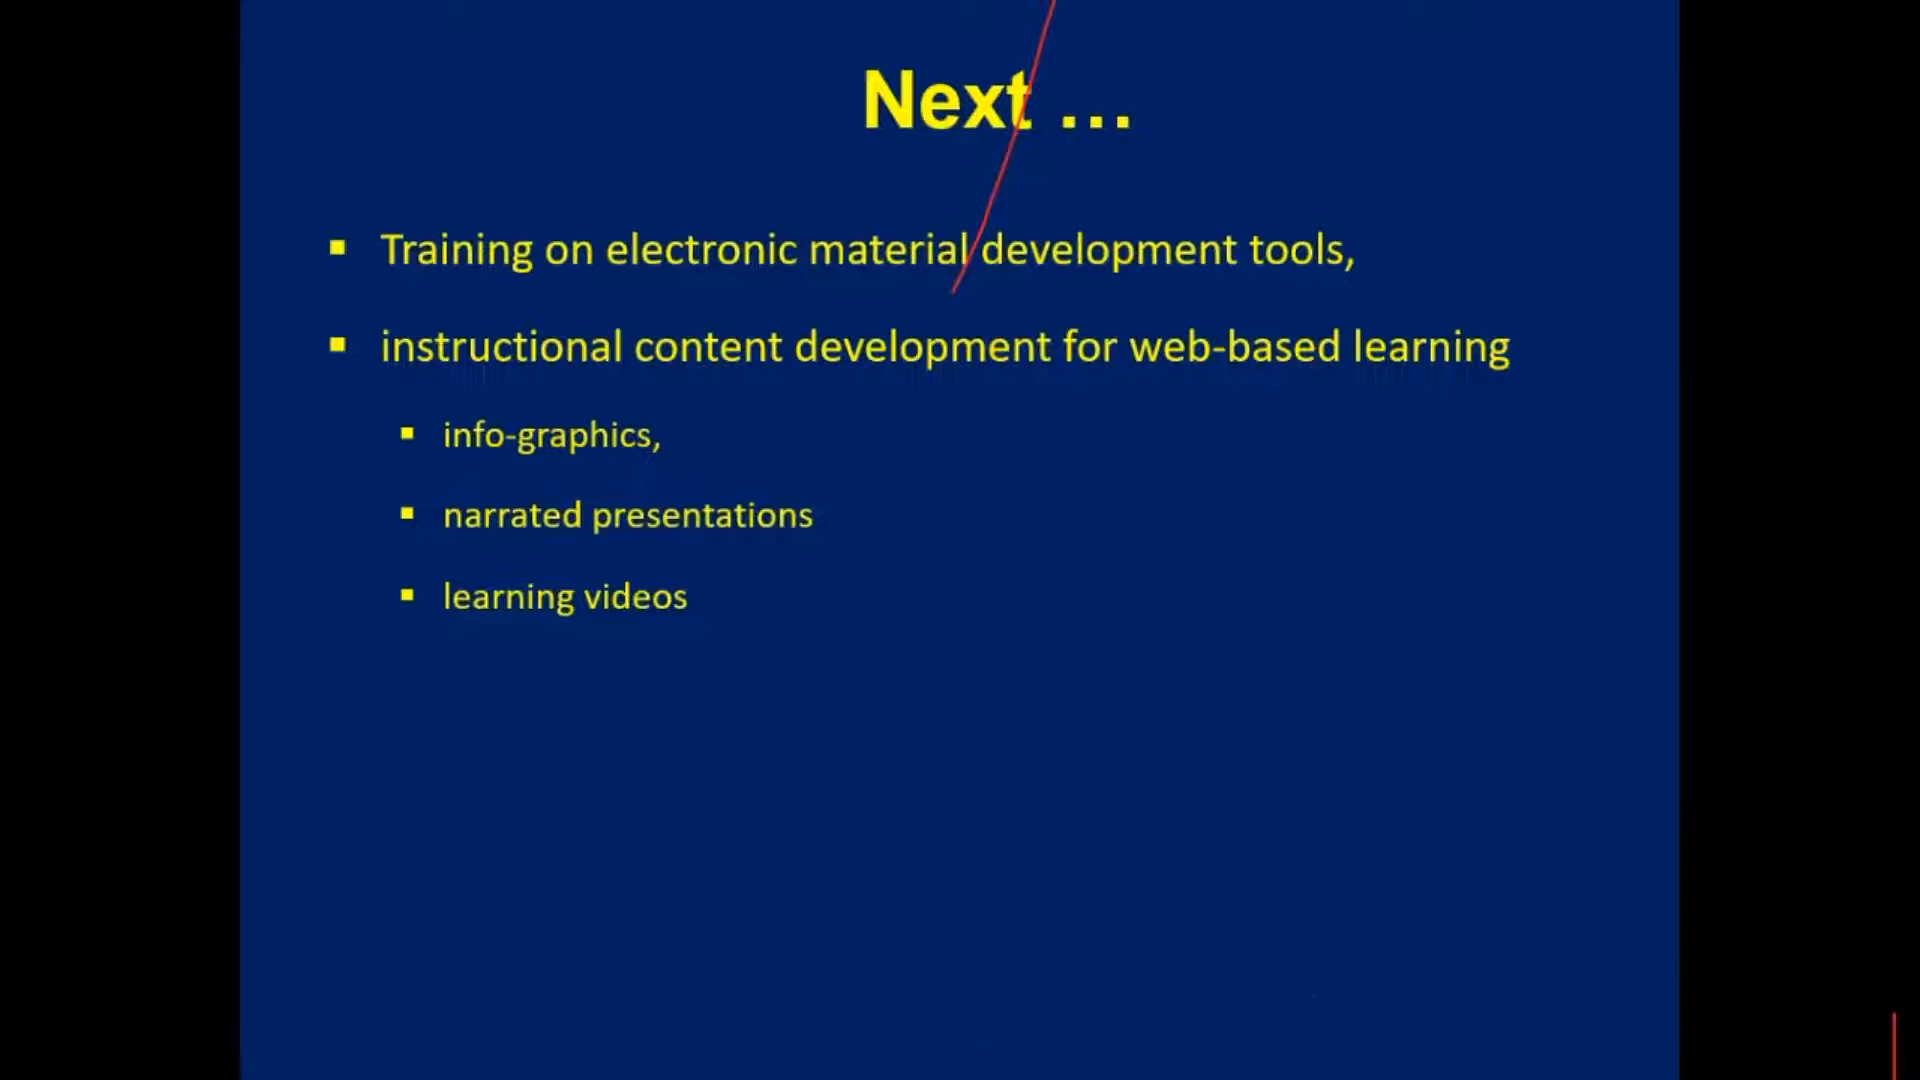 Next ...
Training on electronic material development tools,
instructional content development for web-based learning
info-graphics,
narrated presentations
learning videos